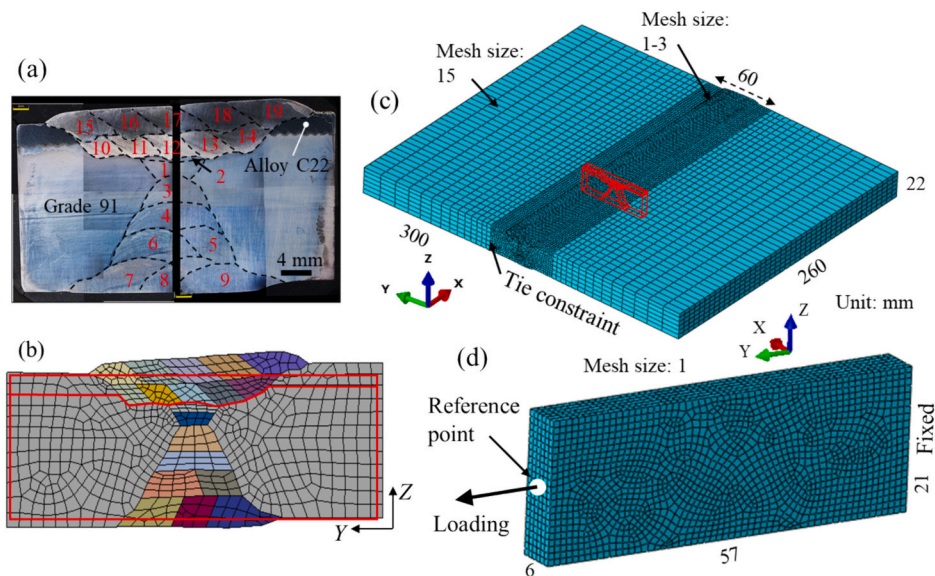 (a)
15
16
17
18
19
10
11
12
13
14
1
2
Alloy C22
3
Grade 91
4
6
5
4 mm
7
8
9
(b)
Z
Y
(c)
Mesh size:
15
Mesh size:
1-3
60
22
300
260
Z
Y
X
Tie constraint
Unit: mm
(d)
Z
X
Y
Mesh size: 1
Reference
point
Loading
Fixed
21
57
6